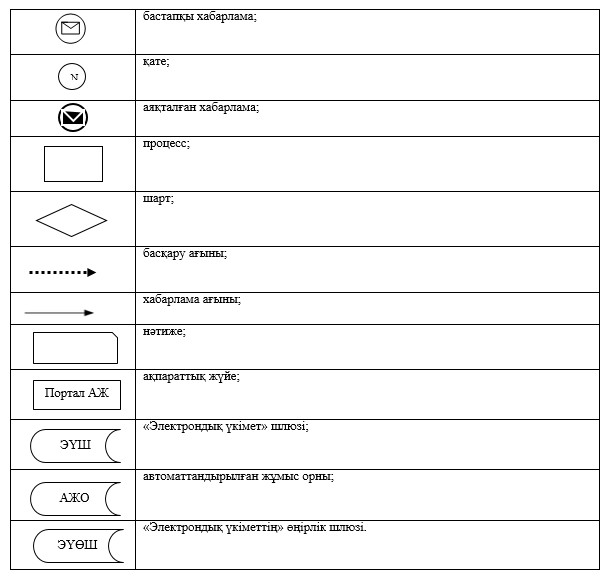 бастапқы хабарлама;
N
қате;
аяқталған хабарлама;
процесс;
шарт;
басқару ағыны;
хабарлама ағыны;
нәтиже;
Портал АЖ
ақпараттық жүйе;
ЭҮШ
«Электрондық үкімет» шлюзі;
АЖО
автоматтандырылған жұмыс орны;
ЭҮӨШ
«Электрондық үкіметтің» өңірлік шлюзі.